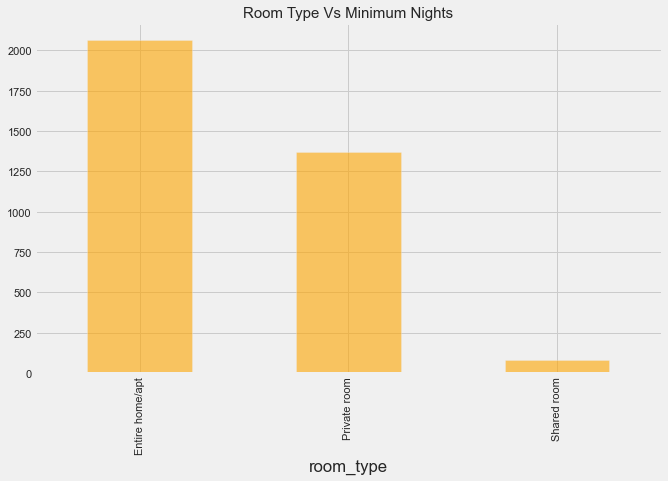 Room Type Vs Minimum Nights
2000
1750
1500
1250
1000
750
500
250
0
Entire home/apt
Private room
Shared room
room_type